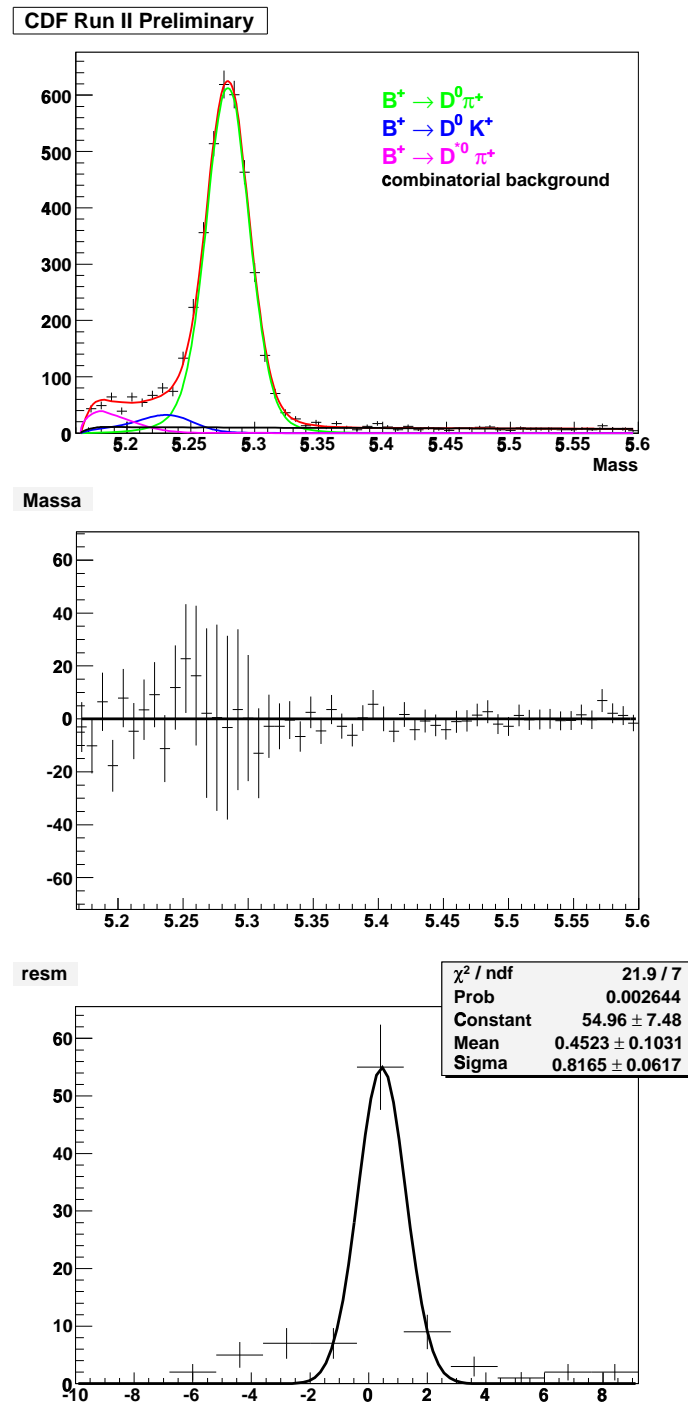 CDF Run II Preliminary
600
500
400
300
200
100
0
B⁺ → D⁰π⁺
B⁺ → D⁰ K⁺
B⁺ → D*⁰ π⁺
combinatorial background
5.2 5.25 5.3 5.35 5.4 5.45 5.5 5.55 5.6
Mass
Massa
60
40
20
0
-20
-40
-60
5.2 5.25 5.3 5.35 5.4 5.45 5.5 5.55 5.6
resm
χ² / ndf 21.9 / 7
Prob 0.002644
Constant 54.96 ± 7.48
Mean 0.4523 ± 0.1031
Sigma 0.8165 ± 0.0617
60
50
40
30
20
10
0
-10 -8 -6 -4 -2 0 2 4 6 8